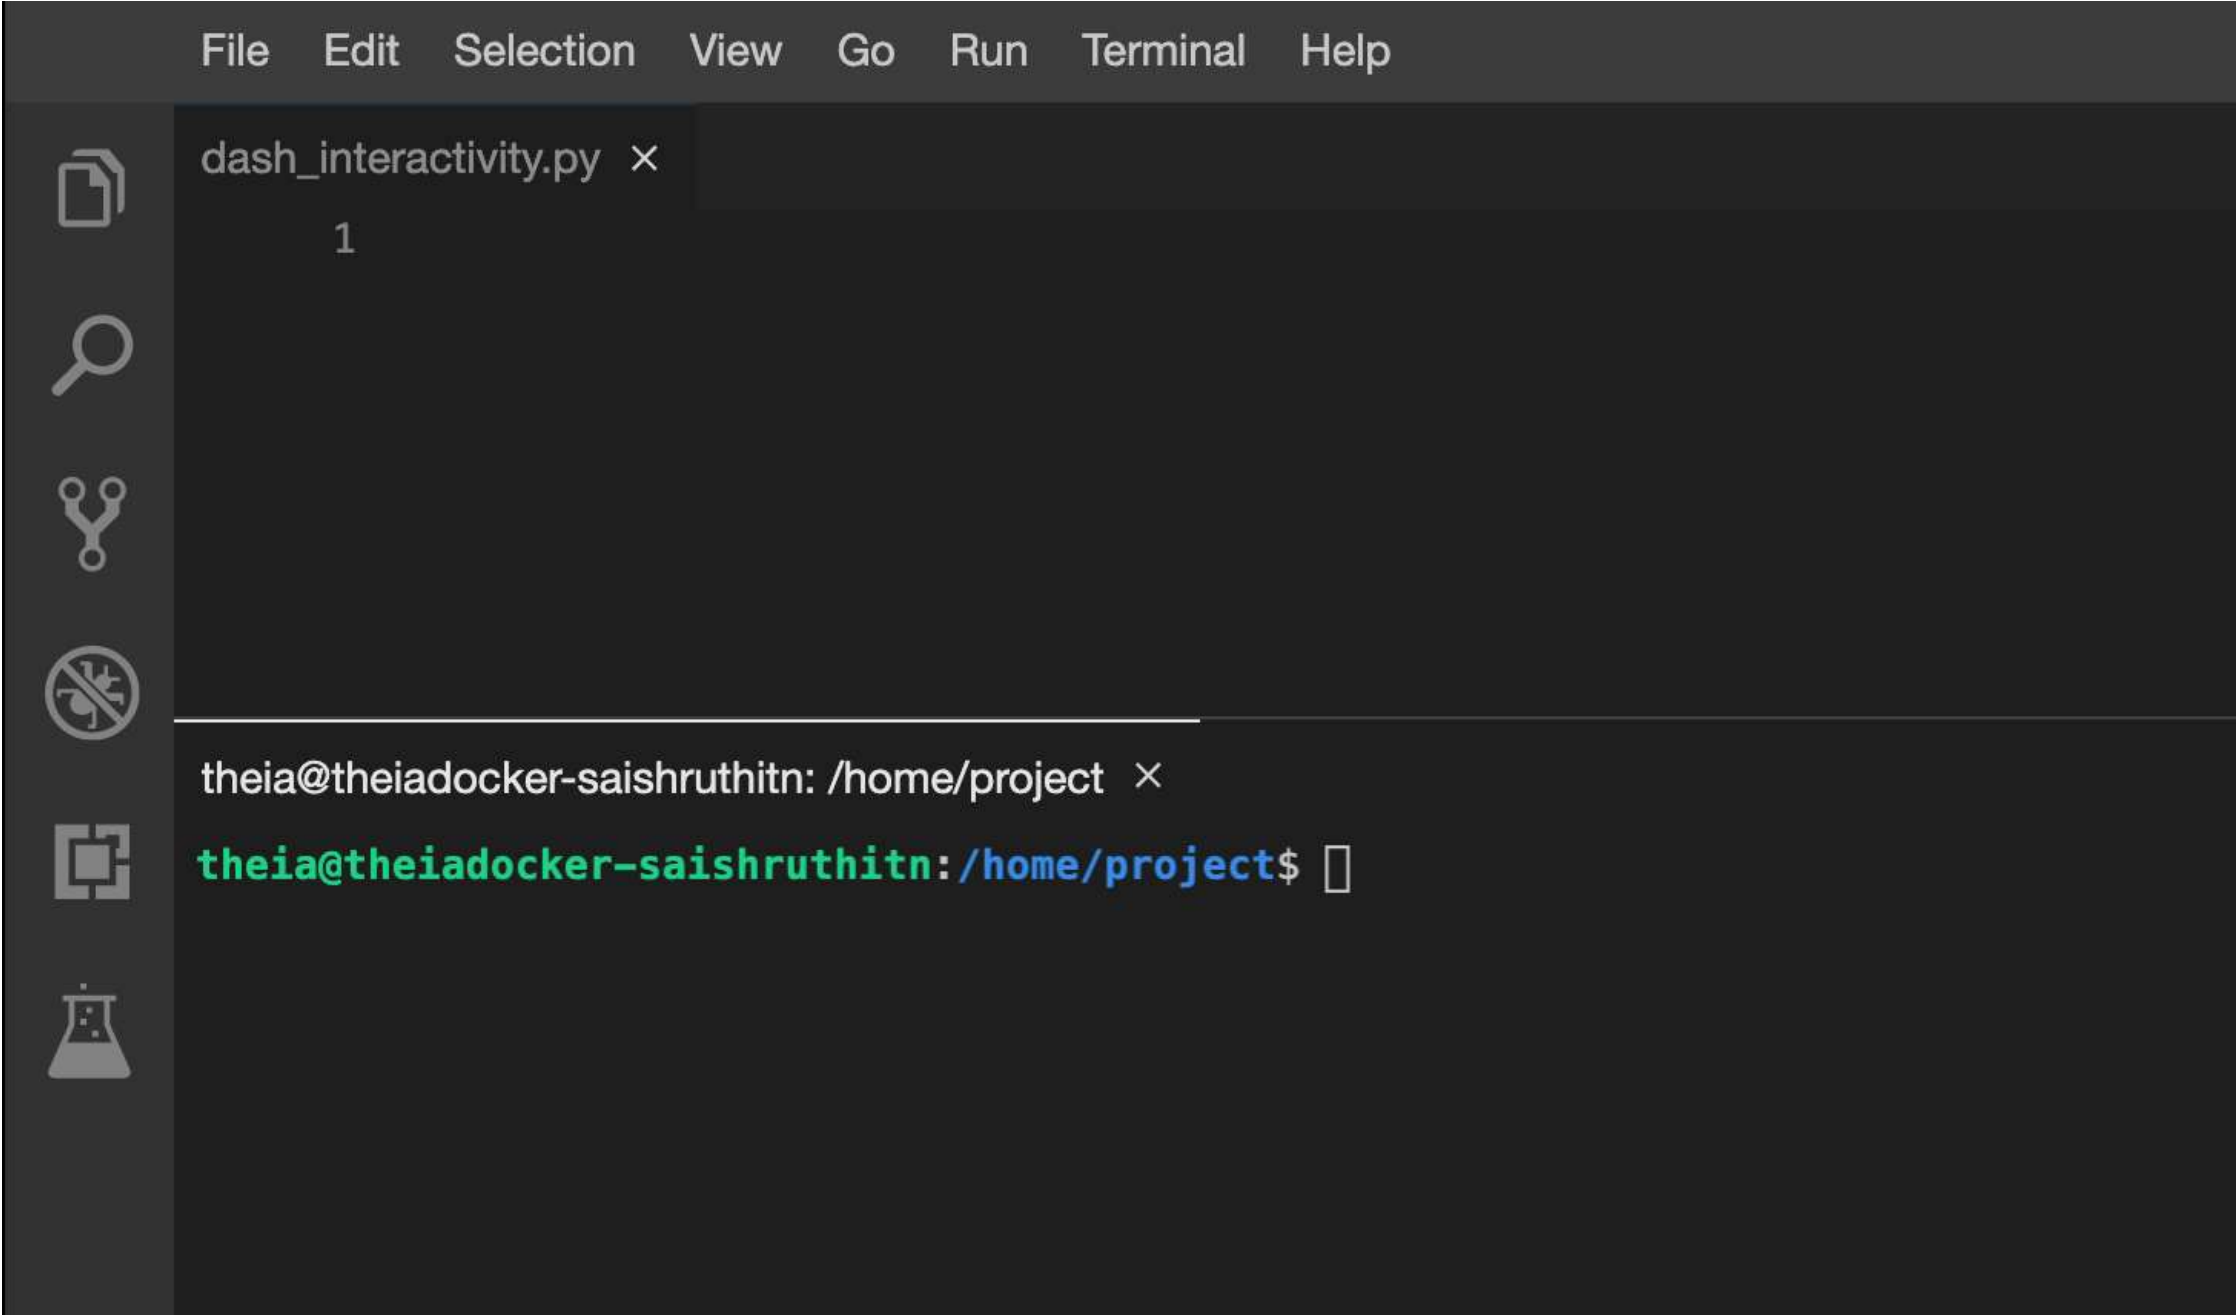 File Edit Selection View Go Run Terminal Help
dash_interactivity.py ×
1
theia@theiadocker-saishruthitn: /home/project ×
theia@theiadocker-saishruthitn:/home/project$